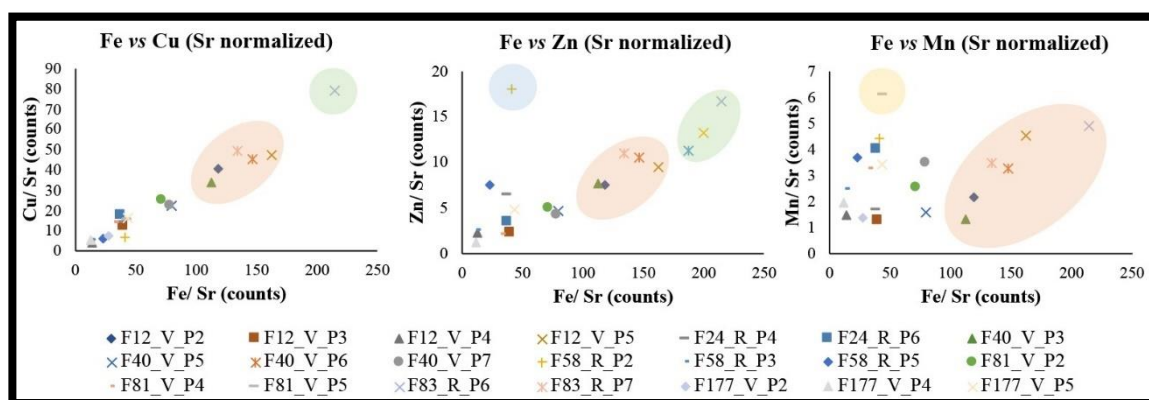 Fe vs Cu (Sr normalized)
Cu/ Sr (counts)
90
80
70
60
50
40
30
20
10
0
0 50 100 150 200 250
Fe/ Sr (counts)
Fe vs Zn (Sr normalized)
Zn/ Sr (counts)
20
15
10
5
0
0 50 100 150 200 250
Fe/ Sr (counts)
Fe vs Mn (Sr normalized)
Mn/ Sr (counts)
7
6
5
4
3
2
1
0
0 50 100 150 200 250
Fe/ Sr (counts)
F12_V_P2 F12_V_P3 F12_V_P4 F12_V_P5 F24_R_P4 F24_R_P6 F40_V_P3
F40_V_P5 F40_V_P6 F40_V_P7 F58_R_P2 F58_R_P3 F58_R_P5 F81_V_P2
F81_V_P4 F81_V_P5 F83_R_P6 F83_R_P7 F177_V_P2 F177_V_P4 F177_V_P5